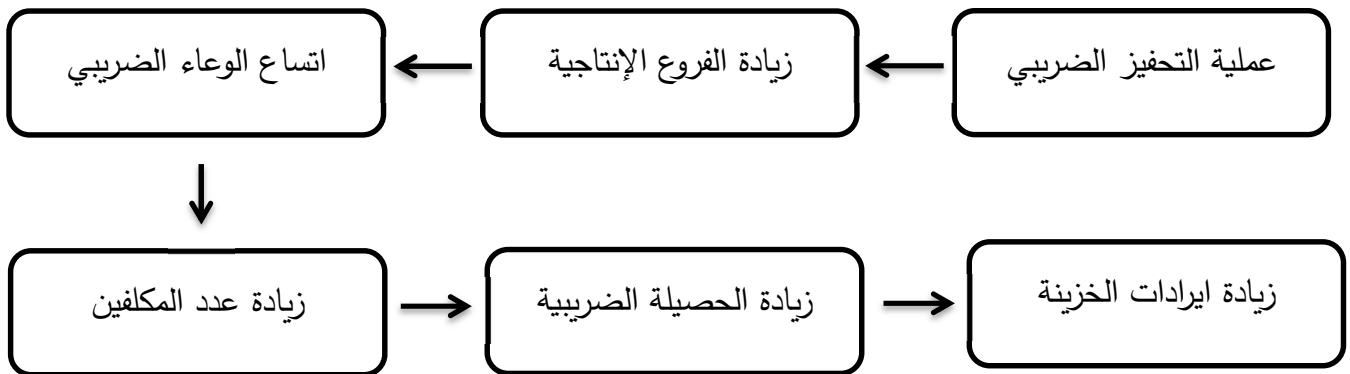 عملية التحفيز الضريبي
زيادة الفروع الإنتاجية
اتساع الوعاء الضريبي
زيادة عدد المكلفين
زيادة الحصيلة الضريبية
زيادة ايرادات الخزينة